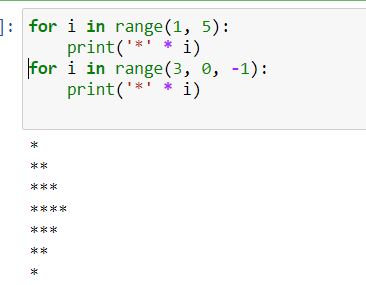 ]: for i in range(1, 5):
    print('*' * i)
for i in range(3, 0, -1):
    print('*' * i)
*
**
***
****
***
**
*